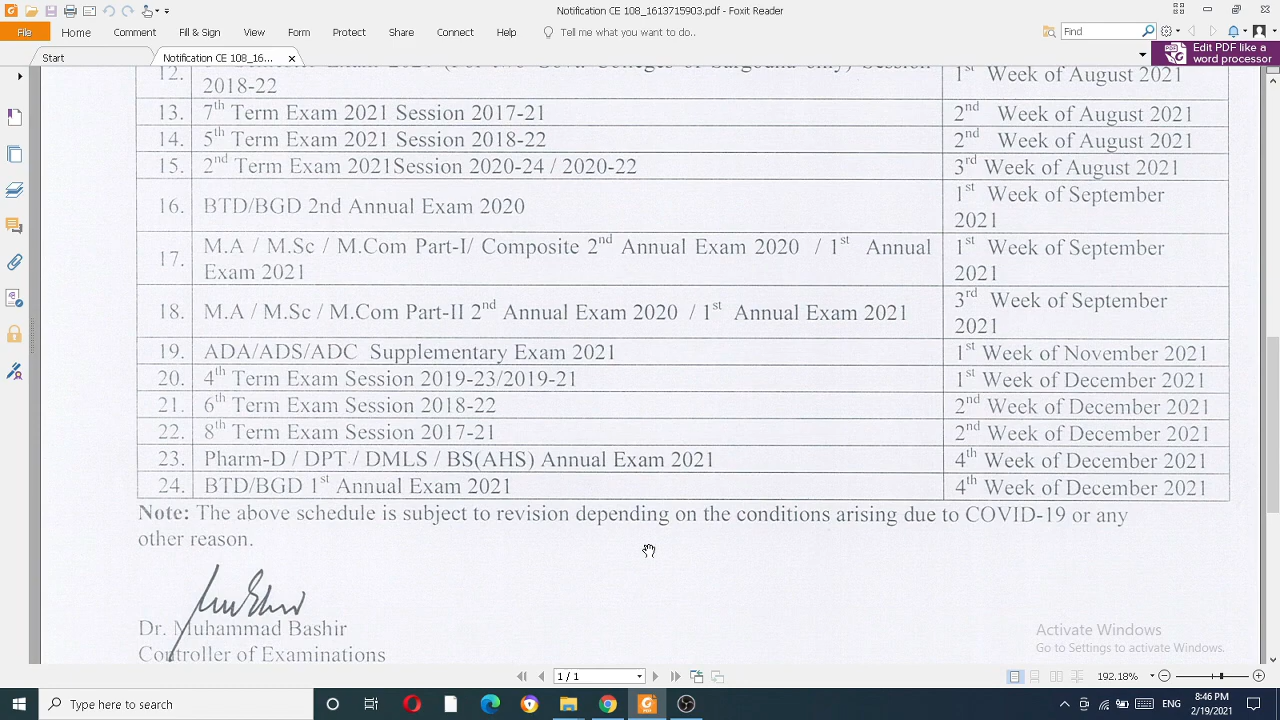 Notification CE 108_1613715903.pdf - Foxit Reader
File Home Comment Fill & Sign View Form Protect Share Connect Help Tell me what you want to do.. Find
Start Notification CE 108_16... Edit PDF like a
word processor
12. Session 1st Week of August 2021
2018-22
13. 7th Term Exam 2021 Session 2017-21 2nd Week of August 2021
14. 5th Term Exam 2021 Session 2018-22 2nd Week of August 2021
15. 2nd Term Exam 2021Session 2020-24 / 2020-22 3rd Week of August 2021
16. BTD/BGD 2nd Annual Exam 2020 1st Week of September
2021
17. M.A / M.Sc / M.Com Part-I/ Composite 2nd Annual Exam 2020 / 1st Annual 1st Week of September
Exam 2021 2021
18. M.A / M.Sc / M.Com Part-II 2nd Annual Exam 2020 / 1st Annual Exam 2021 3rd Week of September
2021
19. ADA/ADS/ADC Supplementary Exam 2021 1st Week of November 2021
20. 4th Term Exam Session 2019-23/2019-21 1st Week of December 2021
21. 6th Term Exam Session 2018-22 2nd Week of December 2021
22. 8th Term Exam Session 2017-21 2nd Week of December 2021
23. Pharm-D / DPT / DMLS / BS(AHS) Annual Exam 2021 4th Week of December 2021
24. BTD/BGD 1st Annual Exam 2021 4th Week of December 2021
Note: The above schedule is subject to revision depending on the conditions arising due to COVID-19 or any
other reason.
Dr. Muhammad Bashir
Controller of Examinations
Activate Windows
Go to Settings to activate Windows.
1 / 1 192.18%
Type here to search ENG 8:46 PM
2/19/2021